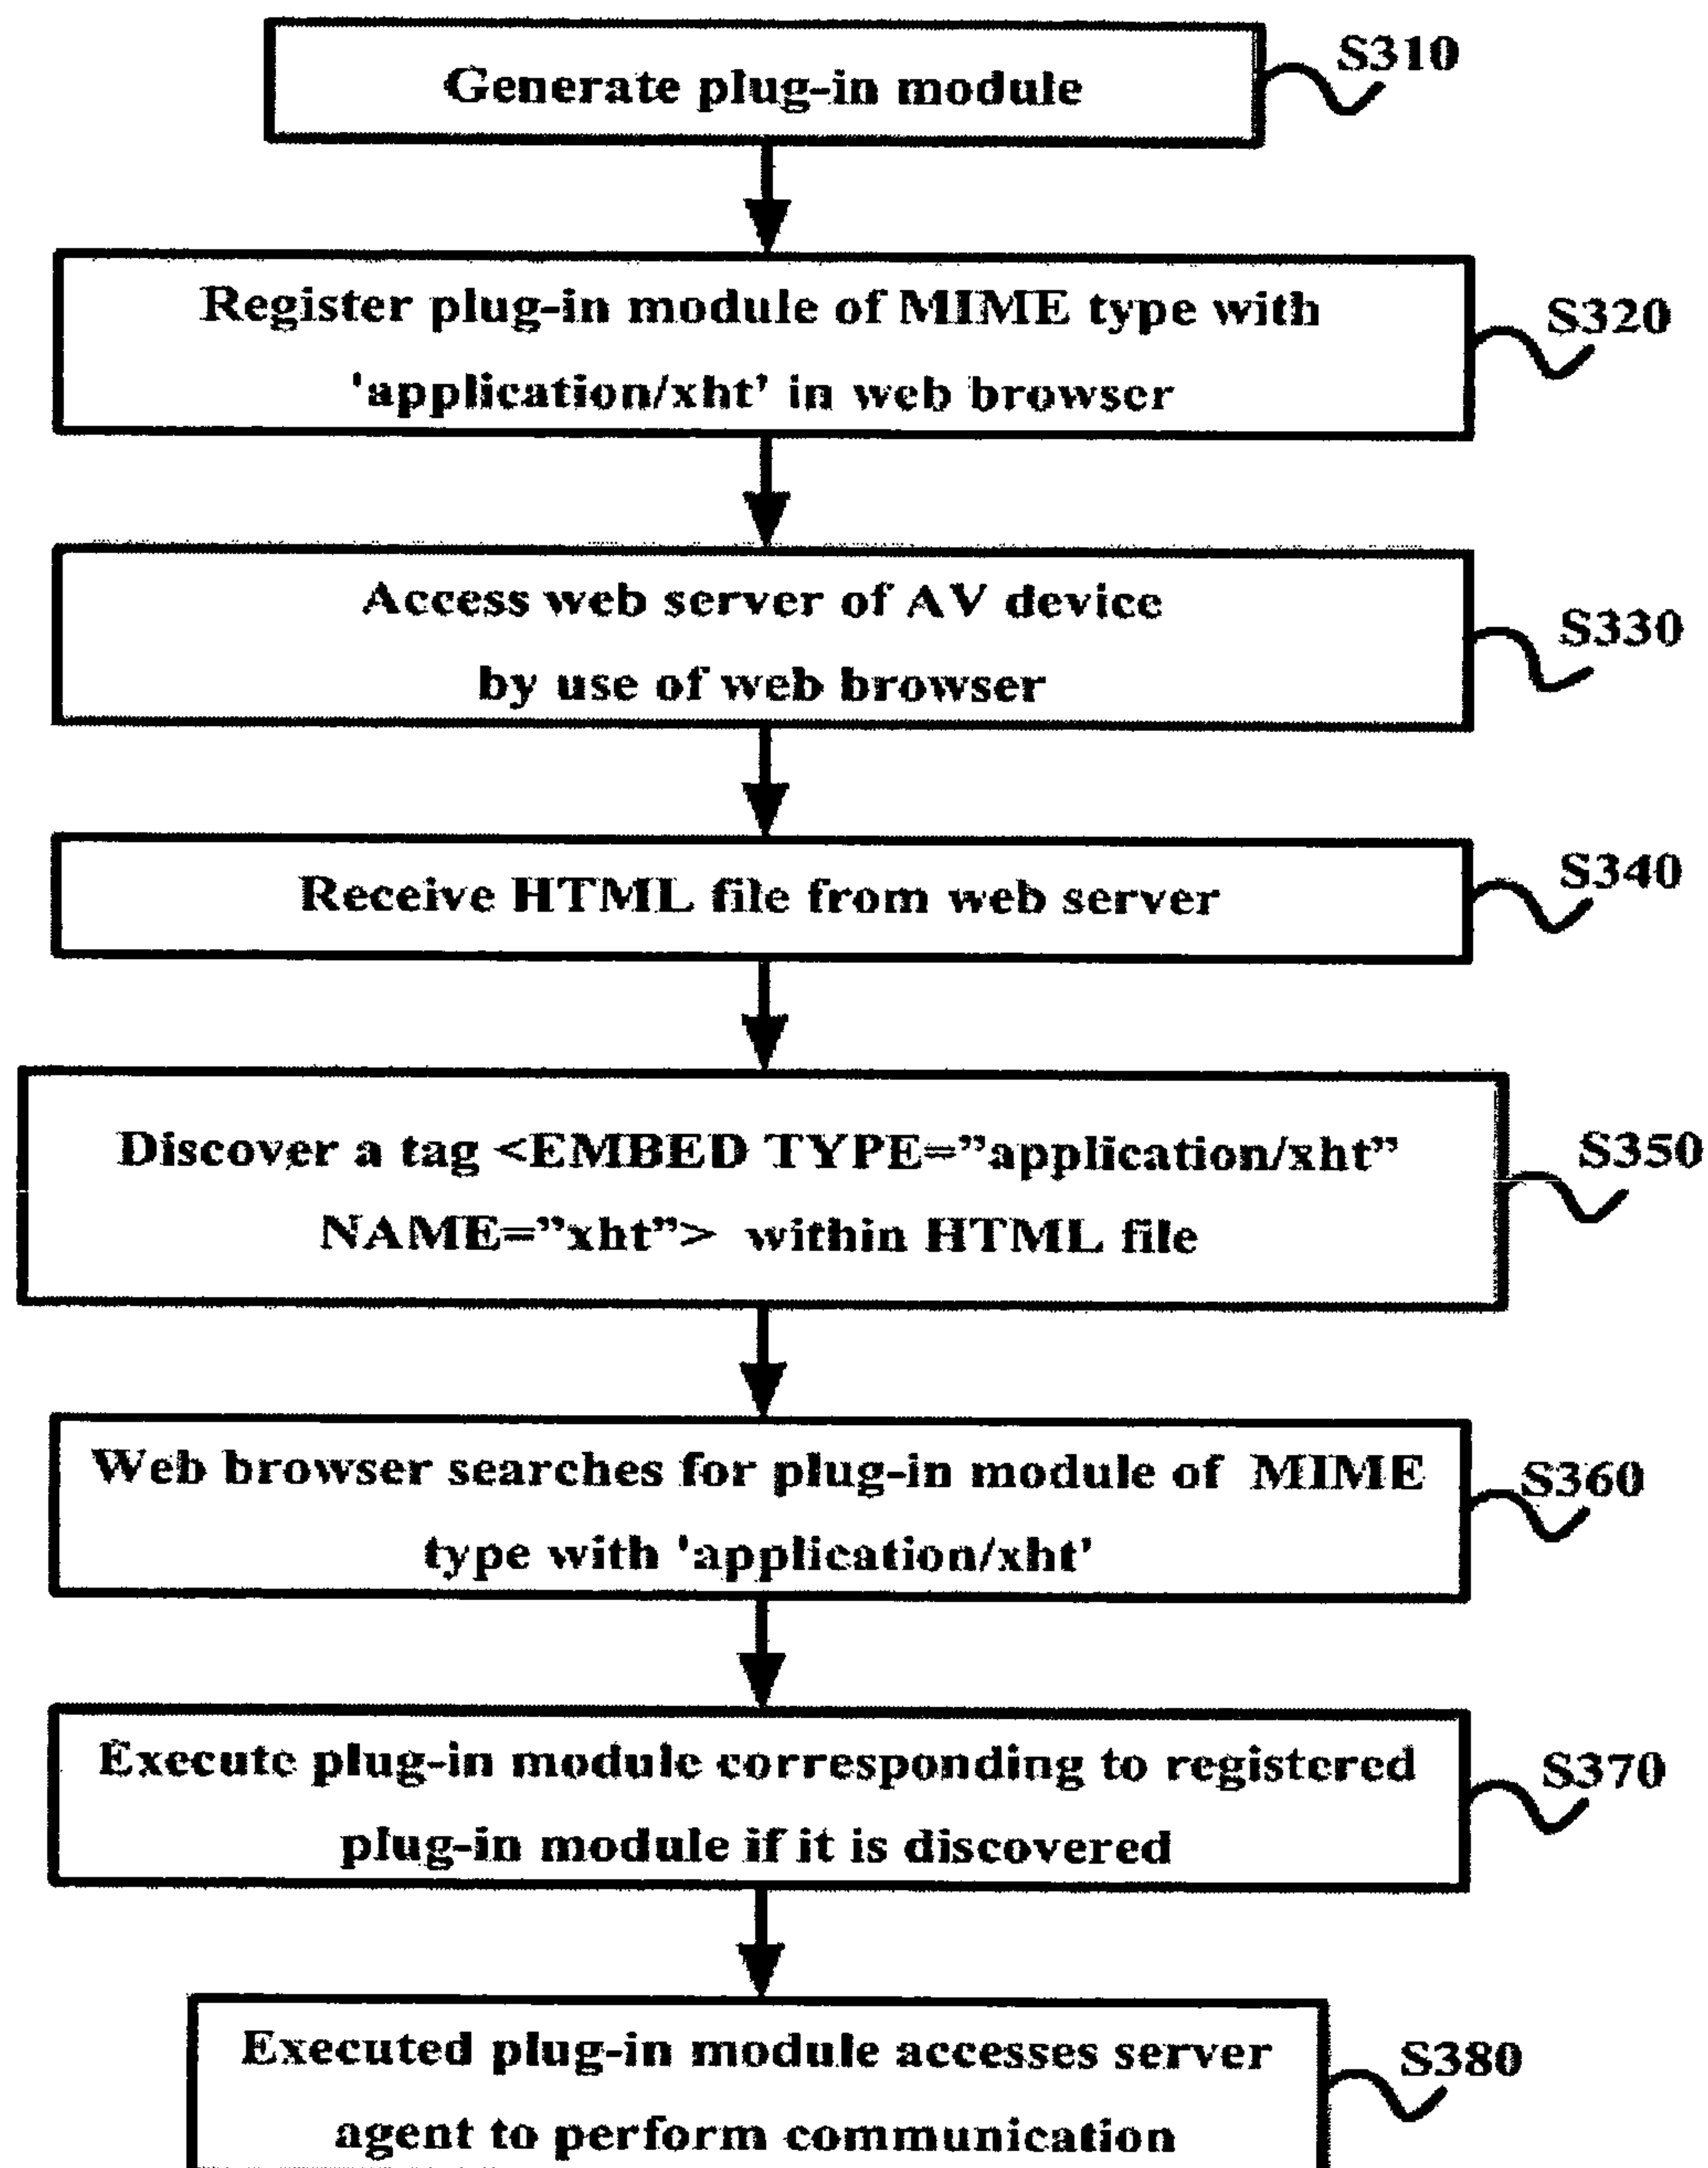 Generate plug-in module
S310
Register plug-in module of MIME type with
'application/xht' in web browser
S320
Access web server of AV device
by use of web browser
S330
Receive HTML file from web server
S340
Discover a tag <EMBED TYPE=”application/xht”
NAME=”xht”> within HTML file
S350
Web browser searches for plug-in module of MIME
type with 'application/xht'
S360
Execute plug-in module corresponding to registered
plug-in module if it is discovered
S370
Executed plug-in module accesses server
agent to perform communication
S380